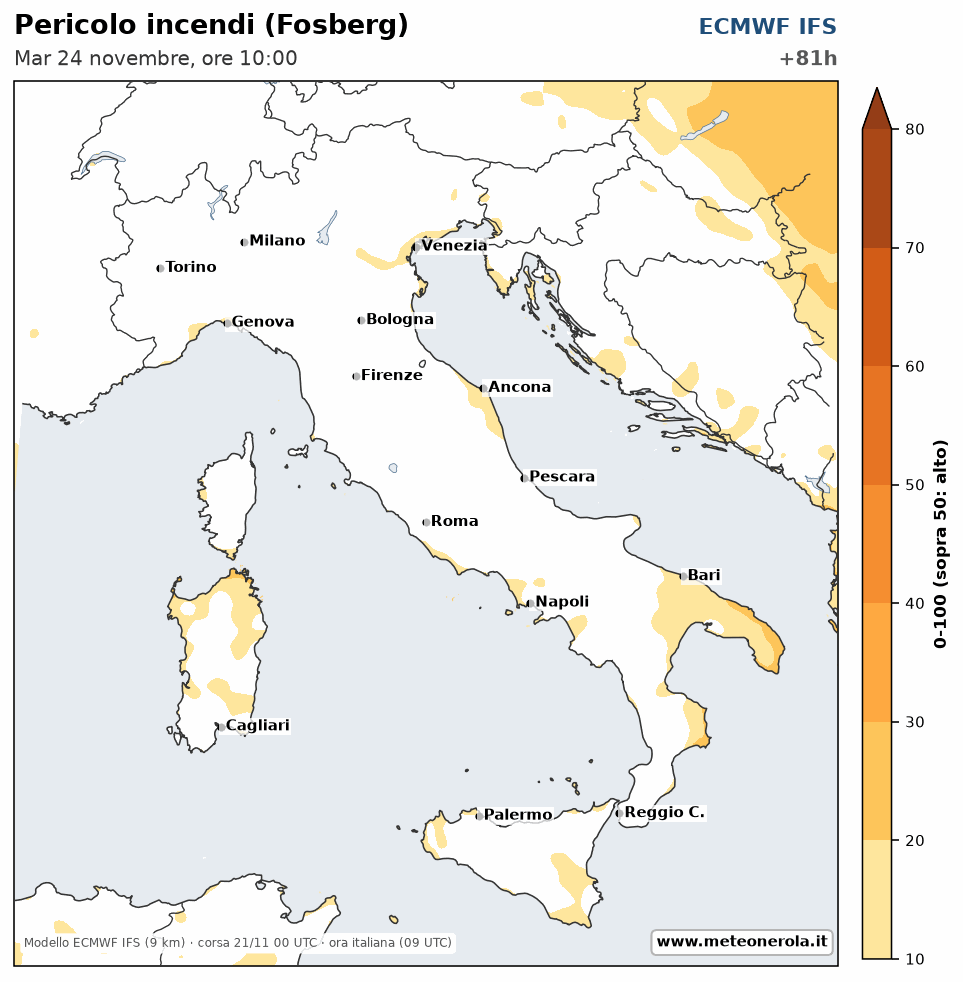 Pericolo incendi (Fosberg)
ECMWF IFS
Mar 24 novembre, ore 10:00
+81h
Milano
Venezia
Torino
Genova
Bologna
Firenze
Ancona
Pescara
Roma
Bari
Napoli
Cagliari
Palermo
Reggio C.
80
70
60
50
40
30
20
10
0-100 (sopra 50: alto)
Modello ECMWF IFS (9 km) · corsa 21/11 00 UTC · ora italiana (09 UTC)
www.meteonerola.it